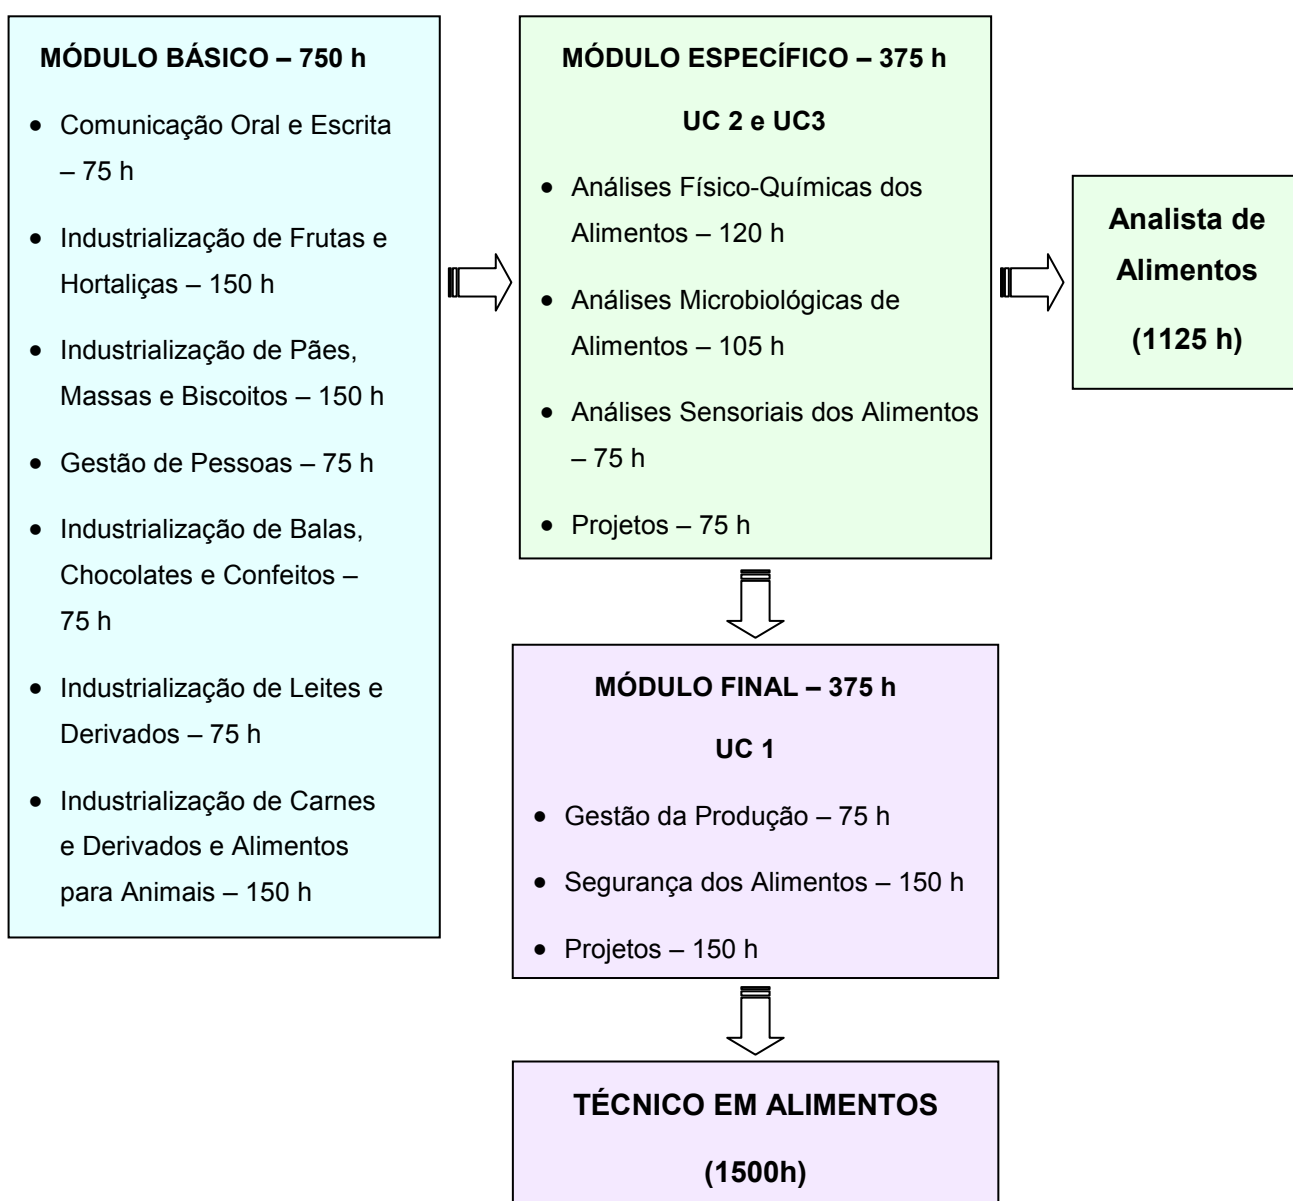 MÓDULO BÁSICO – 750 h
• Comunicação Oral e Escrita
– 75 h
• Industrialização de Frutas e
Hortaliças – 150 h
• Industrialização de Pães,
Massas e Biscoitos – 150 h
• Gestão de Pessoas – 75 h
• Industrialização de Balas,
Chocolates e Confeitos –
75 h
• Industrialização de Leites e
Derivados – 75 h
• Industrialização de Carnes
e Derivados e Alimentos
para Animais – 150 h
MÓDULO ESPECÍFICO – 375 h
UC 2 e UC3
• Análises Físico-Químicas dos
Alimentos – 120 h
• Análises Microbiológicas de
Alimentos – 105 h
• Análises Sensoriais dos Alimentos
– 75 h
• Projetos – 75 h
Analista de
Alimentos
(1125 h)
MÓDULO FINAL – 375 h
UC 1
• Gestão da Produção – 75 h
• Segurança dos Alimentos – 150 h
• Projetos – 150 h
TÉCNICO EM ALIMENTOS
(1500h)